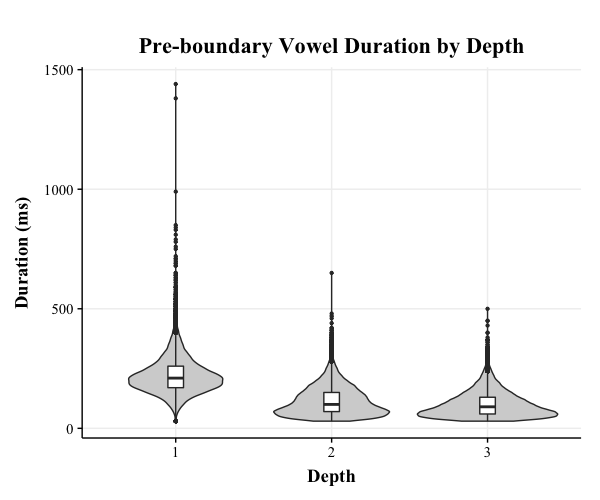 Pre-boundary Vowel Duration by Depth
1500
1000
500
0
Duration (ms)
1 2 3
Depth